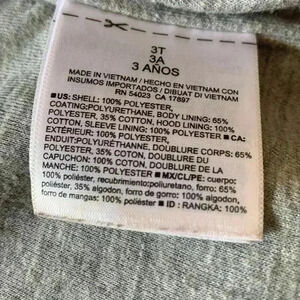 3T
3A
3 AÑOS
MADE IN VIETNAM / HECHO EN VIETNAM CON
INSUMOS IMPORTADOS / DIBUAT DI VIETNAM
RN 54023 CA 17897
■ US: SHELL: 100% POLYESTER,
COATING:POLYURETHANE, BODY LINING: 65%
POLYESTER, 35% COTTON, HOOD LINING: 100%
COTTON, SLEEVE LINING: 100% POLYESTER ■ CA:
EXTÉRIEUR: 100% POLYESTER,
ENDUIT:POLYURÉTHANNE, DOUBLURE CORPS: 65%
POLYESTER, 35% COTON, DOUBLURE DU
CAPUCHON: 100% COTON, DOUBLURE DE LA
MANCHE: 100% POLYESTER ■ MX/CL/PE: cuerpo:
100% poliéster, recubrimiento:poliuretano, forro: 65%
poliéster, 35% algodon, forro de gorro: 100% algodon,
forro de mangas: 100% poliéster ■ ID : RANGKA: 100%